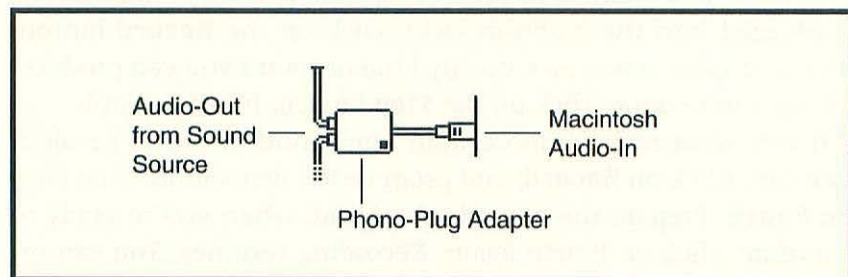 Audio-Out
from Sound
Source
Macintosh
Audio-In
Phono-Plug Adapter